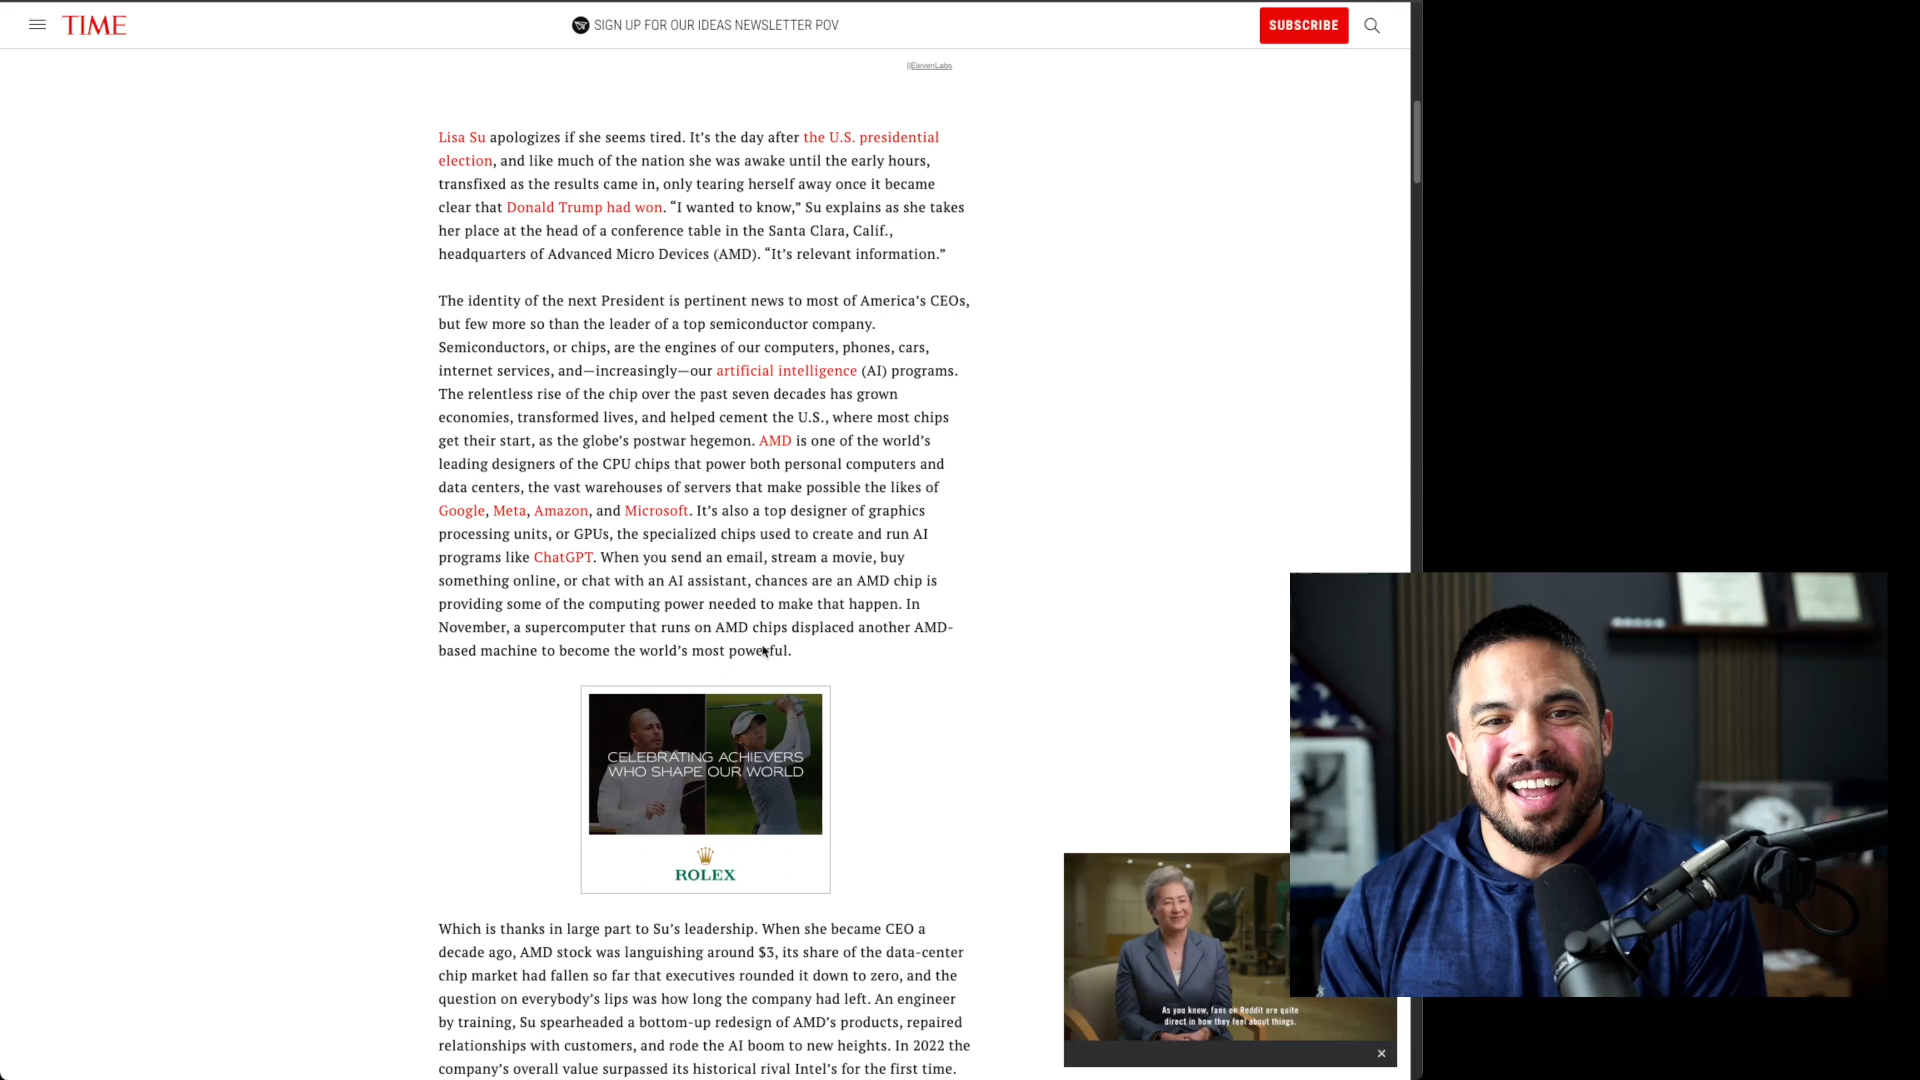 TIME
SIGN UP FOR OUR IDEAS NEWSLETTER POV
SUBSCRIBE
||ElevenLabs
Lisa Su apologizes if she seems tired. It’s the day after the U.S. presidential
election, and like much of the nation she was awake until the early hours,
transfixed as the results came in, only tearing herself away once it became
clear that Donald Trump had won. “I wanted to know,” Su explains as she takes
her place at the head of a conference table in the Santa Clara, Calif.,
headquarters of Advanced Micro Devices (AMD). “It’s relevant information.”
The identity of the next President is pertinent news to most of America’s CEOs,
but few more so than the leader of a top semiconductor company.
Semiconductors, or chips, are the engines of our computers, phones, cars,
internet services, and—increasingly—our artificial intelligence (AI) programs.
The relentless rise of the chip over the past seven decades has grown
economies, transformed lives, and helped cement the U.S., where most chips
get their start, as the globe’s postwar hegemon. AMD is one of the world’s
leading designers of the CPU chips that power both personal computers and
data centers, the vast warehouses of servers that make possible the likes of
Google, Meta, Amazon, and Microsoft. It’s also a top designer of graphics
processing units, or GPUs, the specialized chips used to create and run AI
programs like ChatGPT. When you send an email, stream a movie, buy
something online, or chat with an AI assistant, chances are an AMD chip is
providing some of the computing power needed to make that happen. In
November, a supercomputer that runs on AMD chips displaced another AMD-
based machine to become the world’s most powerful.
CELEBRATING ACHIEVERS
WHO SHAPE OUR WORLD
ROLEX
Which is thanks in large part to Su’s leadership. When she became CEO a
decade ago, AMD stock was languishing around $3, its share of the data-center
chip market had fallen so far that executives rounded it down to zero, and the
question on everybody’s lips was how long the company had left. An engineer
by training, Su spearheaded a bottom-up redesign of AMD’s products, repaired
relationships with customers, and rode the AI boom to new heights. In 2022 the
company’s overall value surpassed its historical rival Intel’s for the first time.
As you know, fans on Reddit are quite
direct in how they feel about things.